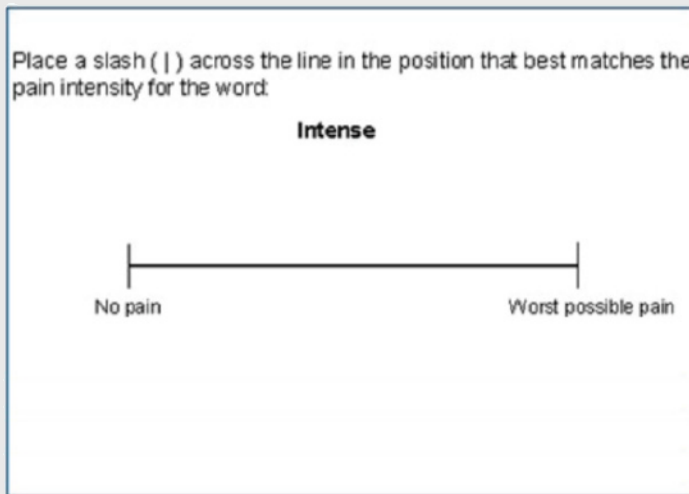 Place a slash ( | ) across the line in the position that best matches the
pain intensity for the word:
Intense
No pain
Worst possible pain